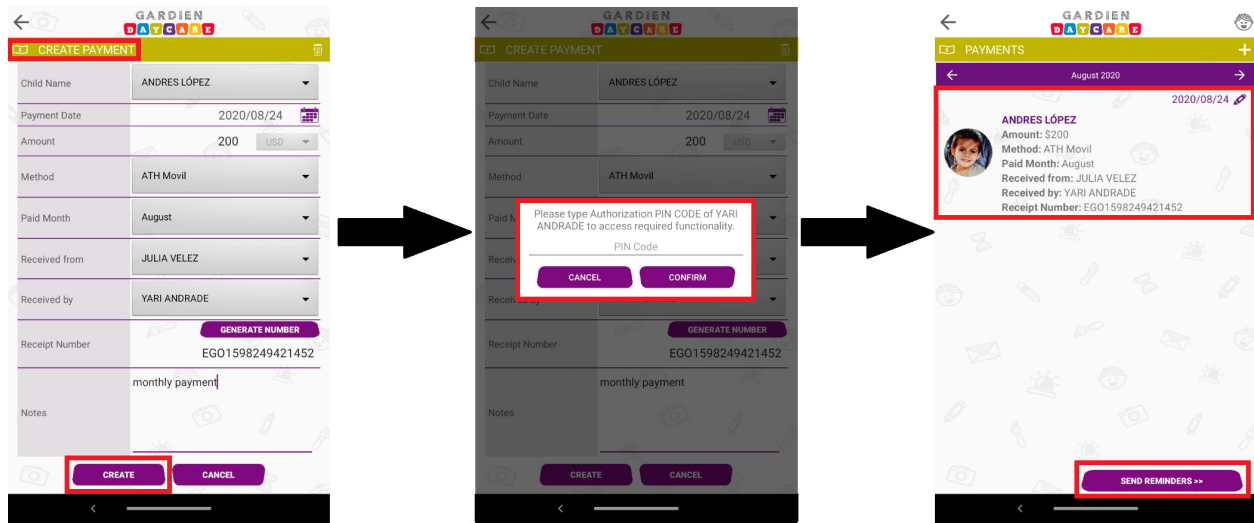 GARDIEN
DAYCARE
CREATE PAYMENT
Child Name
ANDRES LÓPEZ
Payment Date
2020/08/24
Amount
200
USD
Method
ATH Movil
Paid Month
August
Received from
JULIA VELEZ
Received by
YARI ANDRADE
GENERATE NUMBER
Receipt Number
EGO1598249421452
monthly payment
Notes
CREATE
CANCEL
GARDIEN
DAYCARE
CREATE PAYMENT
Child Name
ANDRES LÓPEZ
Payment Date
2020/08/24
Amount
200
USD
Method
ATH Movil
Paid M
Please type Authorization PIN CODE of YARI
ANDRADE to access required functionality.
PIN Code
CANCEL
CONFIRM
GENERATE NUMBER
Receipt Number
EGO1598249421452
monthly payment
Notes
CREATE
CANCEL
GARDIEN
DAYCARE
PAYMENTS
August 2020
2020/08/24
ANDRES LÓPEZ
Amount: $200
Method: ATH Movil
Paid Month: August
Received from: JULIA VELEZ
Received by: YARI ANDRADE
Receipt Number: EGO1598249421452
SEND REMINDERS >>